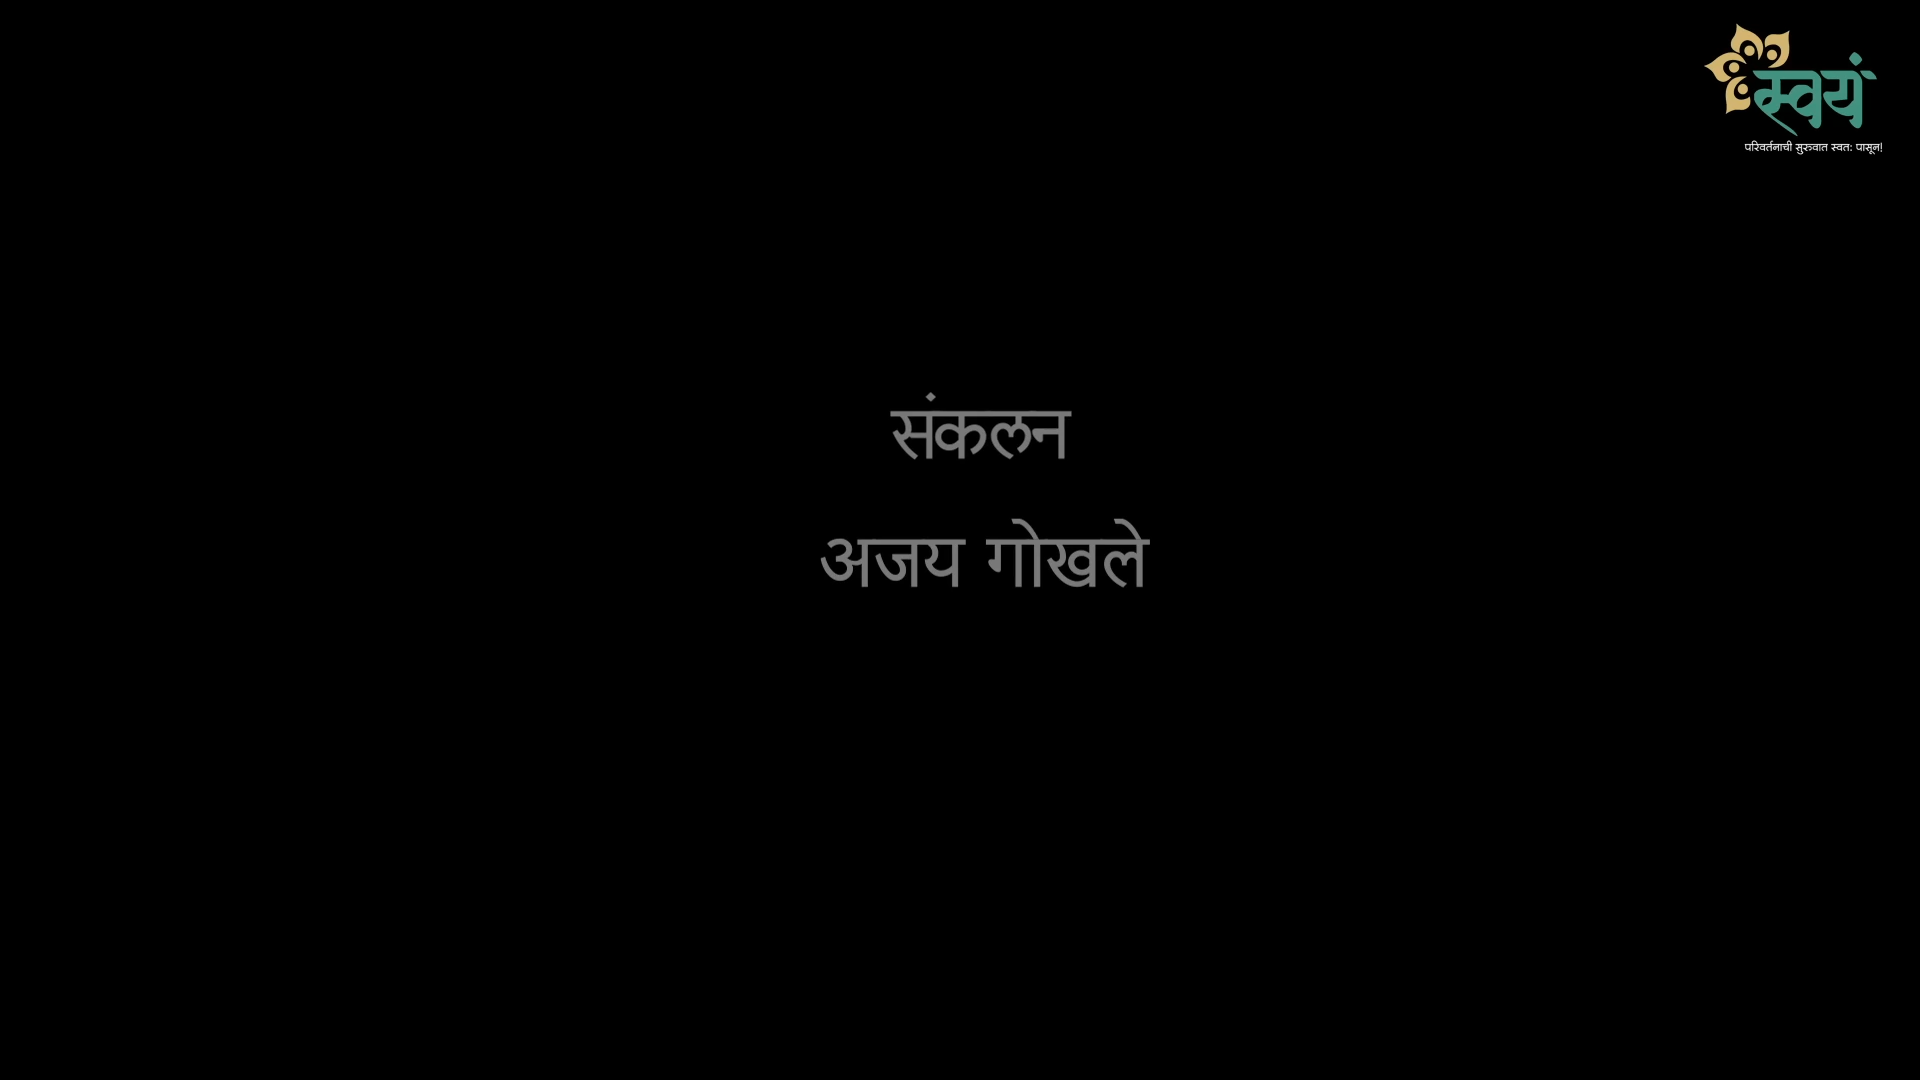 स्वयं
परिवर्तनाची सुरुवात स्वत: पासून!
संकलन
अजय गोखले